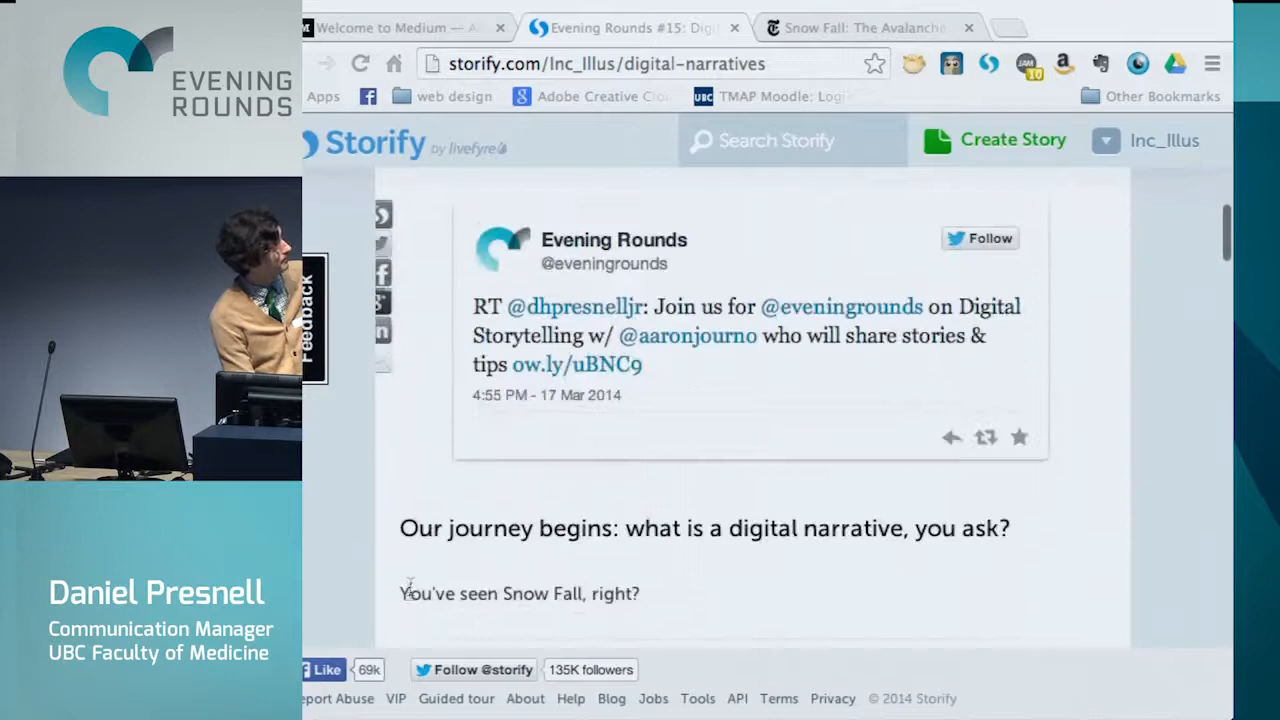 EVENING
ROUNDS
Welcome to Medium —
Evening Rounds #15: Digit
Snow Fall: The Avalanche
storify.com/Inc_Illus/digital-narratives
10
Apps
web design
Adobe Creative Clo
UBC
TMAP Moodle: Logi
Other Bookmarks
Storify by livefyre
Search Storify
Create Story
Inc_Illus
Feedback
Evening Rounds
@eveningrounds
Follow
RT @dhpresnelljr: Join us for @eveningrounds on Digital
Storytelling w/ @aaronjourno who will share stories &
tips ow.ly/uBNC9
4:55 PM - 17 Mar 2014
Our journey begins: what is a digital narrative, you ask?
You've seen Snow Fall, right?
Like 69k
Follow @storify 135K followers
eport Abuse VIP Guided tour About Help Blog Jobs Tools API Terms Privacy © 2014 Storify
Daniel Presnell
Communication Manager
UBC Faculty of Medicine